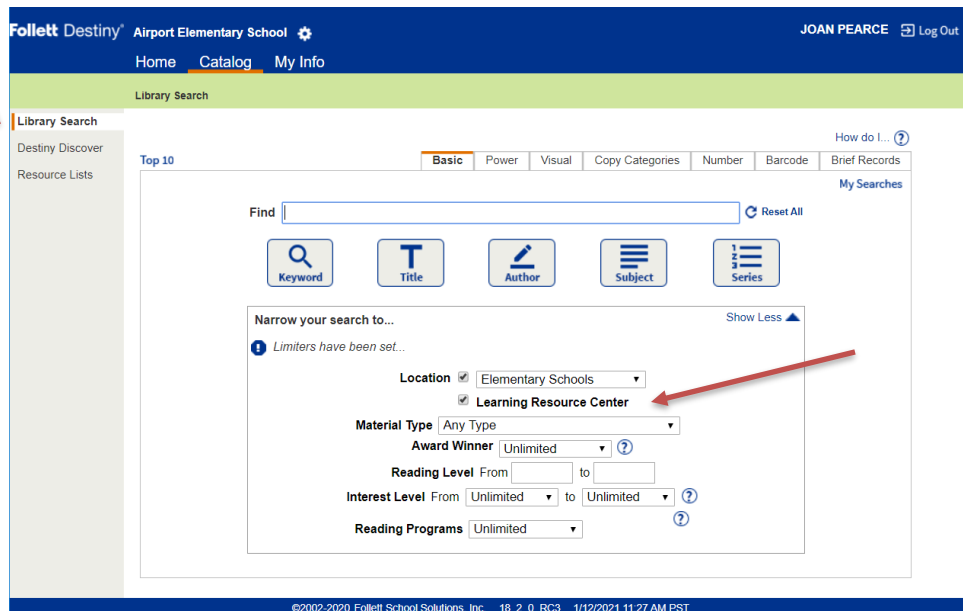 Follett Destiny® Airport Elementary School JOAN PEARCE Log Out
Home Catalog My Info
Library Search
Library Search
Destiny Discover
Resource Lists
How do I... ?
Top 10 Basic Power Visual Copy Categories Number Barcode Brief Records
My Searches
Find Reset All
Keyword Title Author Subject Series
Narrow your search to... Show Less
Limiters have been set...
Location Elementary Schools
Learning Resource Center
Material Type Any Type
Award Winner Unlimited ?
Reading Level From to
Interest Level From Unlimited to Unlimited ?
?
Reading Programs Unlimited
©2002-2020 Follett School Solutions, Inc. 18_2_0_RC3 1/12/2021 11:27 AM PST